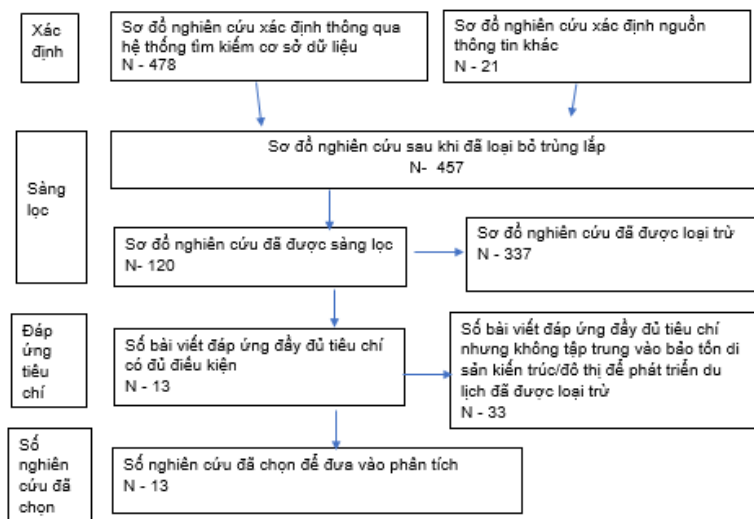 Xác
định
Sơ đồ nghiên cứu xác định thông qua
hệ thống tìm kiếm cơ sở dữ liệu
N - 478
Sơ đồ nghiên cứu xác định nguồn
thông tin khác
N - 21
Sàng
lọc
Sơ đồ nghiên cứu sau khi đã loại bỏ trùng lắp
N- 457
Sơ đồ nghiên cứu đã được sàng lọc
N- 120
Sơ đồ nghiên cứu đã được loại trừ
N - 337
Đáp
ứng
tiêu
chí
Số bài viết đáp ứng đầy đủ tiêu chí
có đủ điều kiện
N - 13
Số bài viết đáp ứng đầy đủ tiêu chí
nhưng không tập trung vào bảo tồn di
sản kiến trúc/đô thị để phát triển du
lịch đã được loại trừ
N - 33
Số
nghiên
cứu đã
chọn
Số nghiên cứu đã chọn để đưa vào phân tích
N - 13